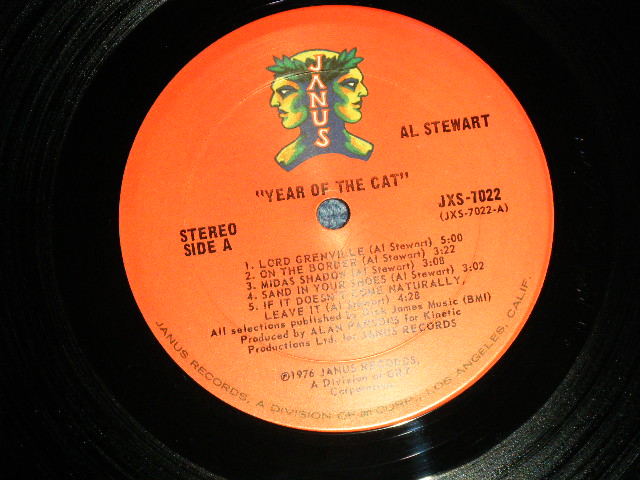 JANUS
AL STEWART
"YEAR OF THE CAT"
JXS-7022
(JXS-7022-A)
STEREO
SIDE A
1. LORD GRENVILLE (Al Stewart) 5:00
2. ON THE BORDER (Al Stewart) 3:22
3. MIDAS SHADOW (Al Stewart) 3:08
4. SAND IN YOUR SHOES (Al Stewart) 3:02
5. IF IT DOESN'T COME NATURALLY,
LEAVE IT (Al Stewart) 4:28
All selections published by Dick James Music (BMI)
Produced by ALAN PARSONS for Kinetic
Productions Ltd. for JANUS RECORDS
℗1976 JANUS RECORDS,
A Division of GRT
Corporation
JANUS RECORDS, A DIVISION OF GRT CORP., LOS ANGELES, CALIF.